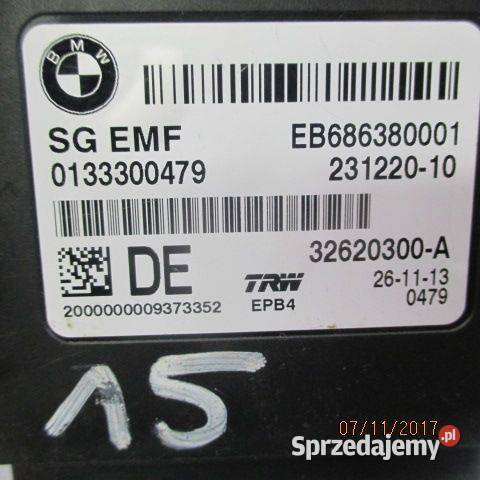 BMW
SG EMF EB686380001
0133300479 231220-10
32620300-A
DE TRW 26-11-13
2000000009373352 EPB4 0479
15
07/11/2017
Sprzedajemy.pl